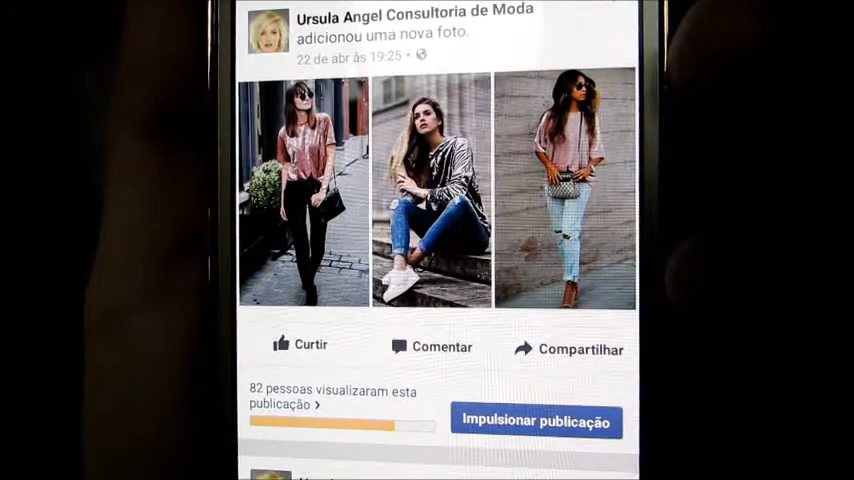 Ursula Angel Consultoria de Moda
adicionou uma nova foto.
22 de abr às 19:25 •
Curtir
Comentar
Compartilhar
82 pessoas visualizaram esta
publicação >
Impulsionar publicação